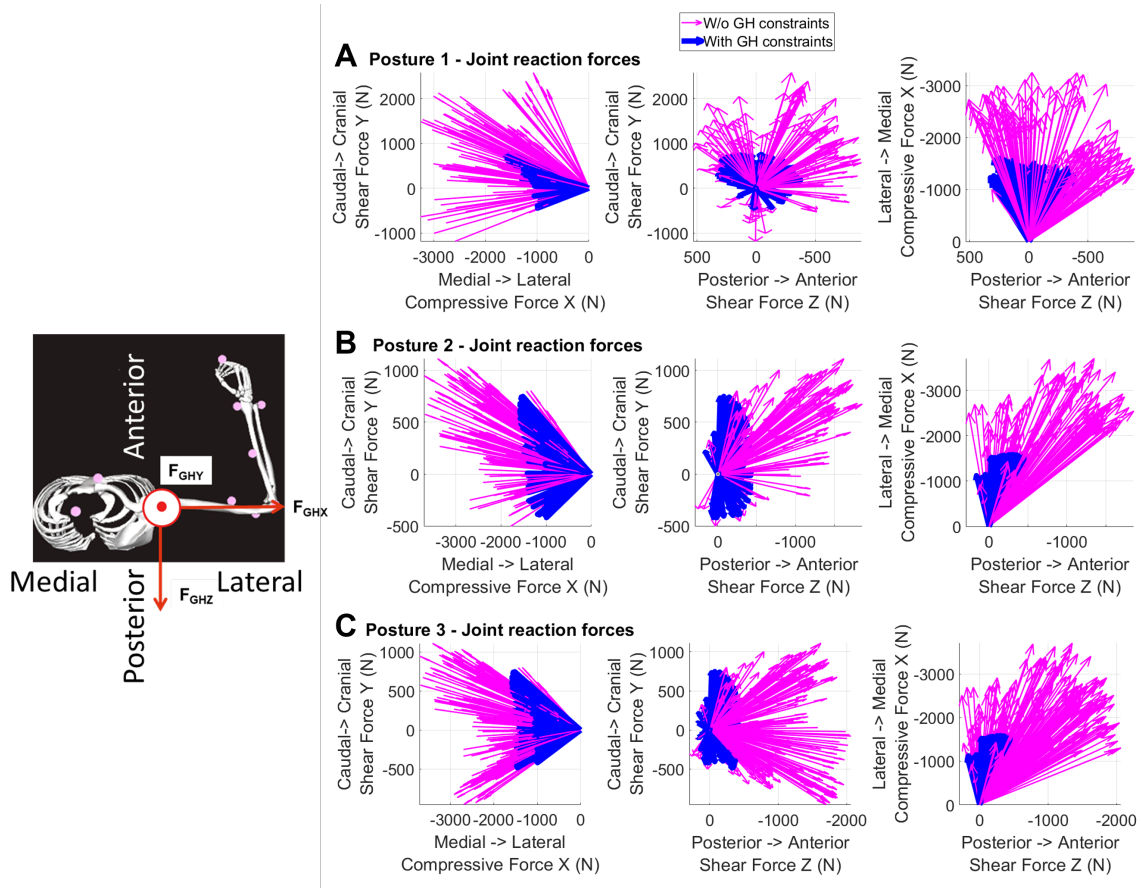 W/o GH constraints
With GH constraints
A Posture 1 - Joint reaction forces
Caudal-> Cranial
Shear Force Y (N)
2000
1000
0
-1000
-3000 -2000 -1000 0
Medial -> Lateral
Compressive Force X (N)
Caudal-> Cranial
Shear Force Y (N)
2000
1000
0
-1000
500 0 -500
Posterior -> Anterior
Shear Force Z (N)
Lateral -> Medial
Compressive Force X (N)
-3000
-2000
-1000
0
500 0 -500
Posterior -> Anterior
Shear Force Z (N)
B Posture 2 - Joint reaction forces
Caudal-> Cranial
Shear Force Y (N)
1000
500
0
-500
-3000 -2000 -1000 0
Medial -> Lateral
Compressive Force X (N)
Caudal-> Cranial
Shear Force Y (N)
1000
500
0
-500
0 -1000
Posterior -> Anterior
Shear Force Z (N)
Lateral -> Medial
Compressive Force X (N)
-3000
-2000
-1000
0
0 -1000
Posterior -> Anterior
Shear Force Z (N)
C Posture 3 - Joint reaction forces
Caudal-> Cranial
Shear Force Y (N)
1000
500
0
-500
-3000 -2000 -1000 0
Medial -> Lateral
Compressive Force X (N)
Caudal-> Cranial
Shear Force Y (N)
1000
500
0
-500
0 -1000 -2000
Posterior -> Anterior
Shear Force Z (N)
Lateral -> Medial
Compressive Force X (N)
-3000
-2000
-1000
0
0 -1000 -2000
Posterior -> Anterior
Shear Force Z (N)
Anterior
FGHY
FGHX
Medial
Lateral
FGHZ
Posterior